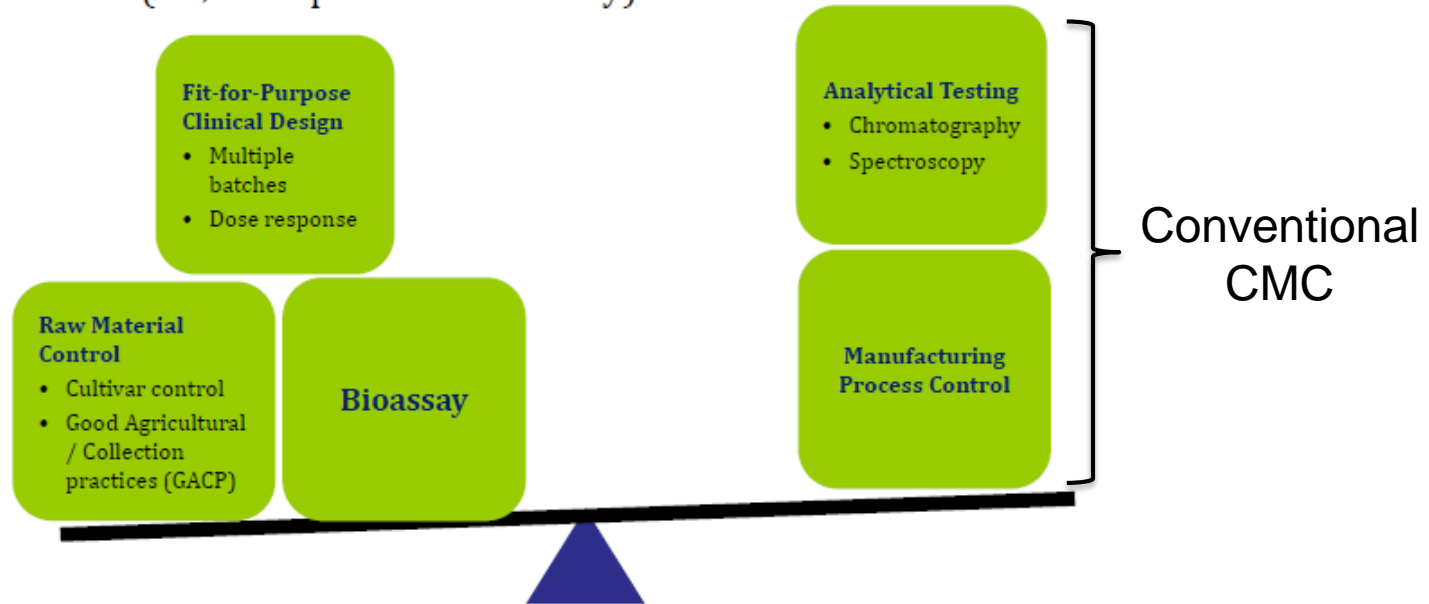 Fit-for-Purpose
Clinical Design
• Multiple
batches
• Dose response
Raw Material
Control
• Cultivar control
• Good Agricultural
/ Collection
practices (GACP)
Bioassay
Analytical Testing
• Chromatography
• Spectroscopy
Manufacturing
Process Control
Conventional
CMC